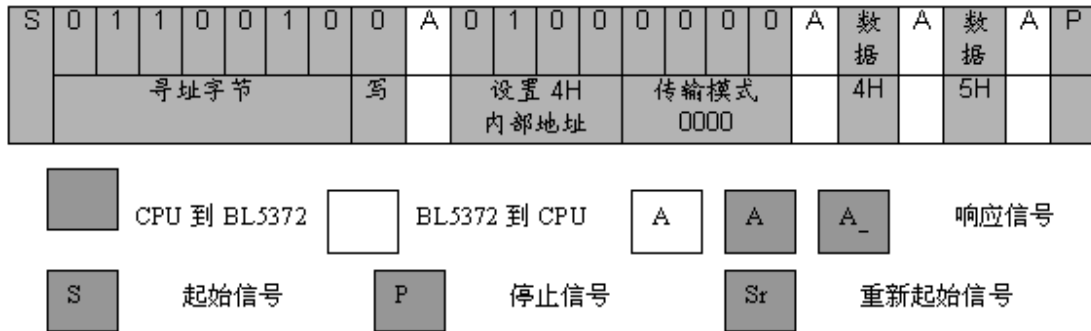 S 0 1 1 0 0 1 0 0 A 0 1 0 0 0 0 0 0 A 数据 A 数据 A P
寻址字节 写 设置 4H 传输模式 4H 5H
内部地址 0000
CPU 到 BL5372 BL5372 到 CPU A A A_ 响应信号
S 起始信号 P 停止信号 Sr 重新起始信号